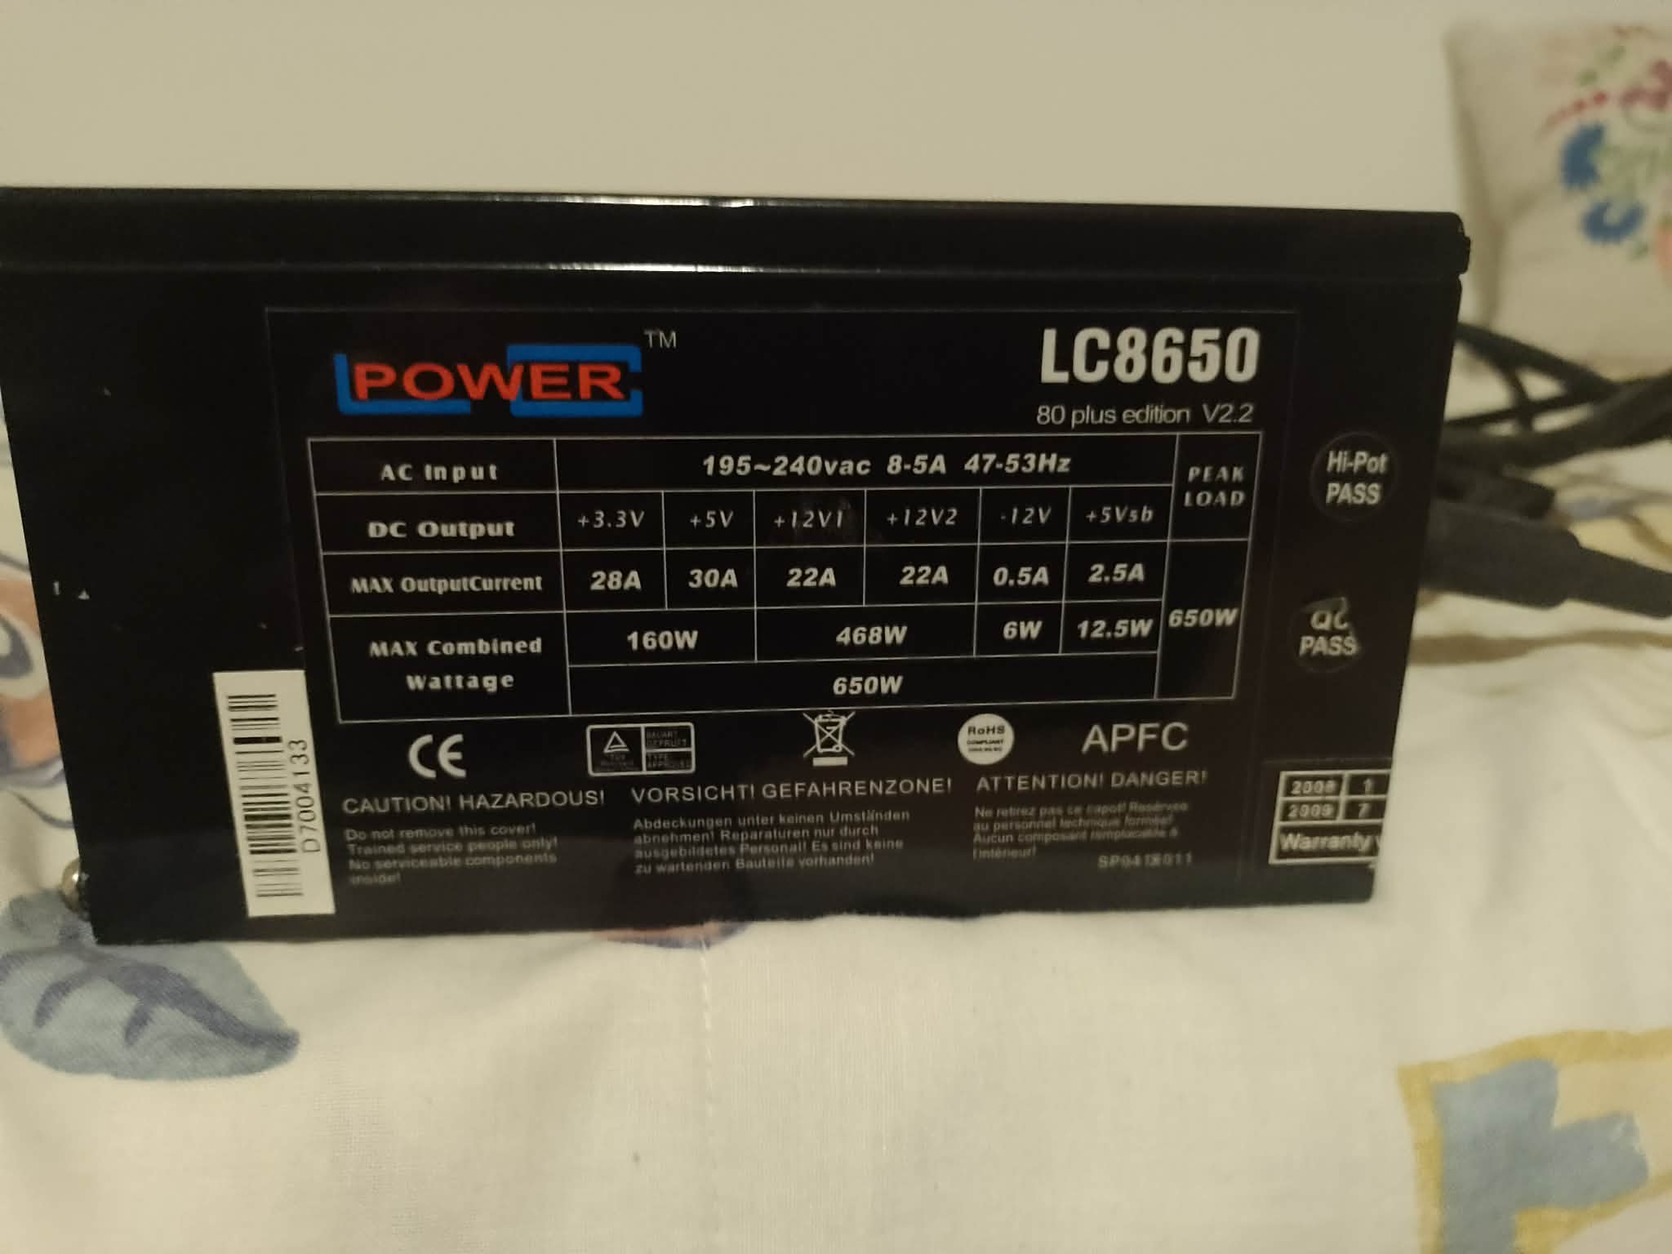 POWER TM
LC8650
80 plus edition V2.2
AC Input 195~240vac 8-5A 47-53Hz PEAK LOAD
DC Output +3.3V +5V +12V1 +12V2 -12V +5Vsb
MAX OutputCurrent 28A 30A 22A 22A 0.5A 2.5A 650W
MAX Combined Wattage 160W 468W 6W 12.5W
650W
Hi-Pot
PASS
QC
PASS
D7004133
CE
RoHS
APFC
CAUTION! HAZARDOUS!
Do not remove this cover!
Trained service people only!
No serviceable components
inside!
VORSICHT! GEFAHRENZONE!
Abdeckungen unter keinen Umständen
abnehmen! Reparaturen nur durch
ausgebildetes Personal! Es sind keine
zu wartenden Bauteile vorhanden!
ATTENTION! DANGER!
Ne retirez pas ce capot! Réservée
au personnel technique formée!
Aucun composant remplaçable à
l'intérieur!
2008 1
2009 7
Warranty